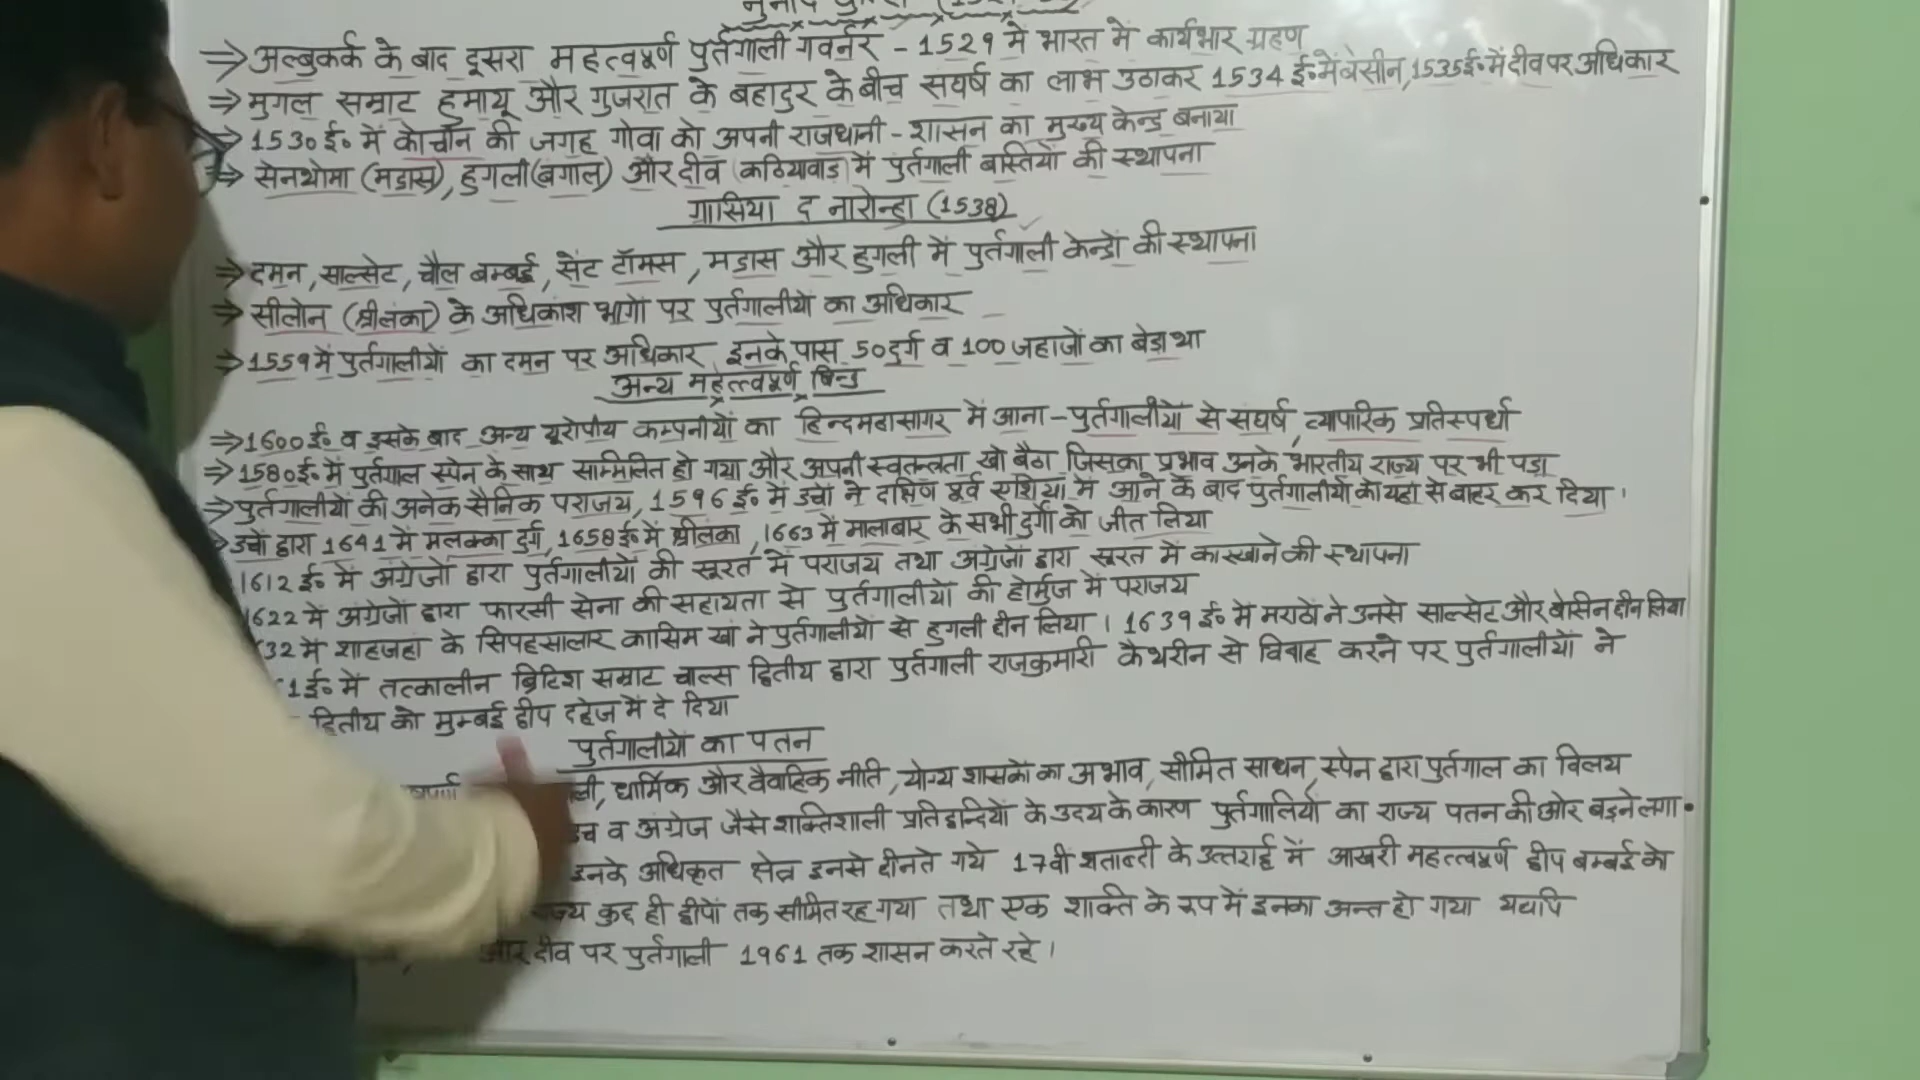 ⇒ अल्बुकर्क के बाद दूसरा महत्वपूर्ण पुर्तगाली गवर्नर - 1529 में भारत में कार्यभार ग्रहण
⇒ मुगल सम्राट हुमायू और गुजरात के बहादुर के बीच संघर्ष का लाभ उठाकर 1534 ई॰ में बेसीन, 1535 ई॰ में दीव पर अधिकार
⇒ 1530 ई॰ में कोचीन की जगह गोवा को अपनी राजधानी - शासन का मुख्य केन्द्र बनाया
⇒ सेनथोमा (मद्रास), हुगली (बंगाल) और दीव (कठियावाड) में पुर्तगाली बस्तियों की स्थापना
ग्रासिया द नारोन्हा (1538)
⇒ दमन, साल्सेट, चौल बम्बई, सेंट टॉमस, मद्रास और हुगली में पुर्तगाली केन्द्रों की स्थापना
⇒ सीलोन (श्रीलंका) के अधिकांश भागों पर पुर्तगालीयों का अधिकार
⇒ 1559 में पुर्तगालीयों का दमन पर अधिकार, इनके पास 50 दुर्ग व 100 जहाजों का बेडा था
अन्य महत्त्वपूर्ण बिन्दु
⇒ 1600 ई॰ व इसके बाद अन्य यूरोपीय कम्पनीयों का हिन्दमहासागर में आना - पुर्तगालीयों से संघर्ष, व्यापारिक प्रतिस्पर्धा
⇒ 1580 ई॰ में पुर्तगाल स्पेन के साथ सम्मिलित हो गया और अपनी स्वतन्त्रता खो बैठा जिसका प्रभाव उनके भारतीय राज्य पर भी पड़ा
⇒ पुर्तगालीयों की अनेक सैनिक पराजय, 1596 ई॰ में डचों ने दक्षिण पूर्व एशिया में आने के बाद पुर्तगालीयों को यहां से बाहर कर दिया।
⇒ डचों द्वारा 1641 में मलक्का दुर्ग, 1658 ई॰ में श्रीलंका, 1663 में मालाबार के सभी दुर्गों को जीत लिया
1612 ई॰ में अंग्रेजों द्वारा पुर्तगालीयों की सूरत में पराजय तथा अंग्रेजों द्वारा सूरत में कारखाने की स्थापना
1622 में अंग्रेजों द्वारा फारसी सेना की सहायता से पुर्तगालीयों की होर्मुज में पराजय
32 में शाहजहां के सिपहसालार कासिम खां ने पुर्तगालीयों से हुगली छीन लिया। 1639 ई॰ में मराठों ने उनसे साल्सेट और बेसिन छीन लिया
1 ई॰ में तत्कालीन ब्रिटिश सम्राट चार्ल्स द्वितीय द्वारा पुर्तगाली राजकुमारी कैथरीन से विवाह करने पर पुर्तगालीयों ने
द्वितीय को मुम्बई द्वीप दहेज में दे दिया
पुर्तगालीयों का पतन
धार्मिक और वैवाहिक नीति, योग्य शासकों का अभाव, सीमित साधन, स्पेन द्वारा पुर्तगाल का विलय
व अंग्रेज जैसे शक्तिशाली प्रतिद्वन्दियों के उदय के कारण पुर्तगालियों का राज्य पतन की ओर बढ़ने लगा
इनके अधिकृत क्षेत्र इनसे छीनते गये 17वीं शताब्दी के उत्तरार्द्ध में आखरी महत्त्वपूर्ण द्वीप बम्बई को
कुछ ही द्वीपों तक सीमित रह गया तथा एक शक्ति के रूप में इनका अन्त हो गया यद्यपि
और दीव पर पुर्तगाली 1961 तक शासन करते रहे।